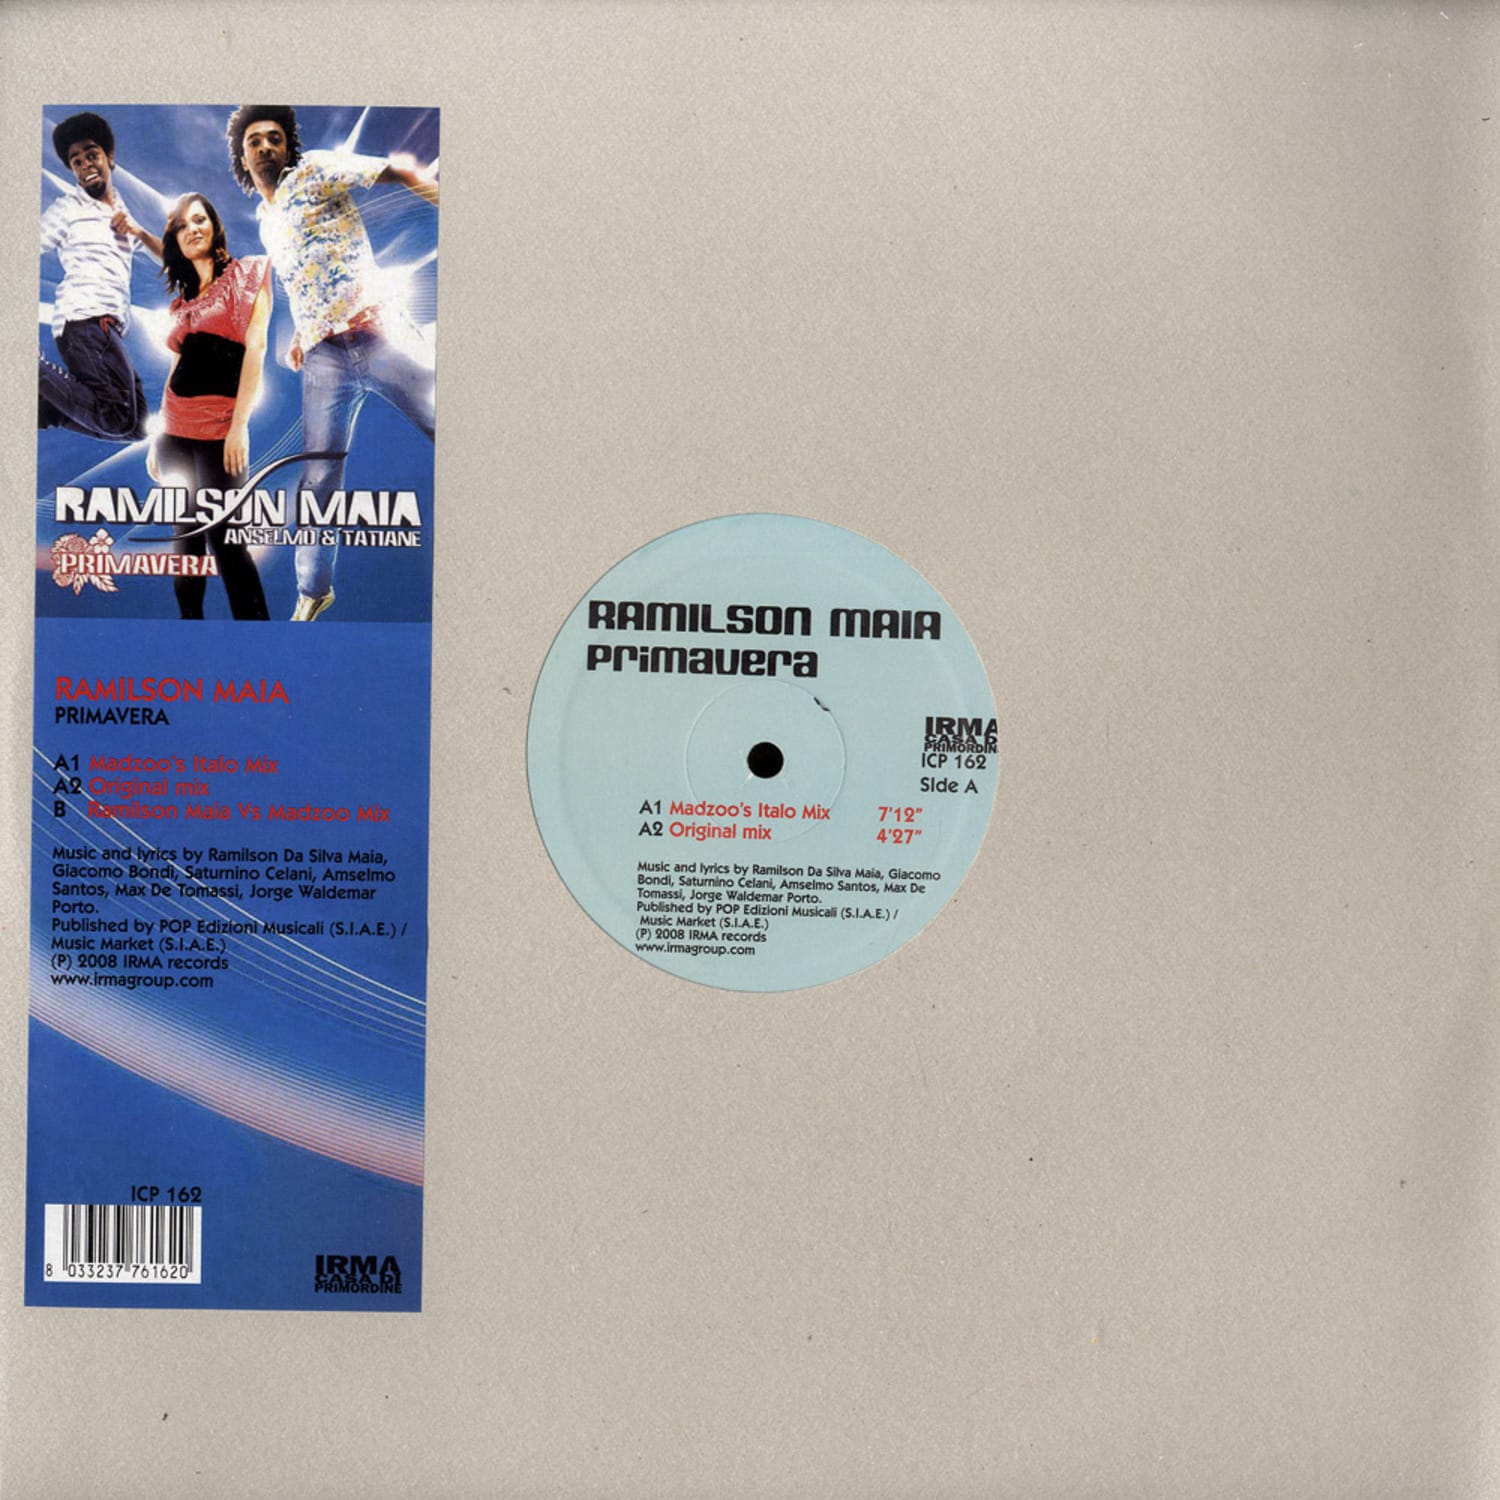 RAMILSON MAIA
ANSELMO & TATIANE
PRIMAVERA
RAMILSON MAIA
PRIMAVERA
A1 Madzoo's Italo Mix
A2 Original mix
B Ramilson Maia Vs Madzoo Mix
Music and lyrics by Ramilson Da Silva Maia,
Giacomo Bondi, Saturnino Celani, Amselmo
Santos, Max De Tomassi, Jorge Waldemar
Porto.
Published by POP Edizioni Musicali (S.I.A.E.) /
Music Market (S.I.A.E.)
(P) 2008 IRMA records
www.irmagroup.com
ICP 162
8 033237 761620
IRMA
CASA DI
PRIMORDINE
RAMILSON MAIA
Primavera
IRMA
CASA D
PRIMORDIN
ICP 162
SIde A
A1 Madzoo's Italo Mix 7'12"
A2 Original mix 4'27"
Music and lyrics by Ramilson Da Silva Maia, Giacomo
Bondi, Saturnino Celani, Amselmo Santos, Max De
Tomassi, Jorge Waldemar Porto.
Published by POP Edizioni Musicali (S.I.A.E.) /
Music Market (S.I.A.E.)
(P) 2008 IRMA records
www.irmagroup.com